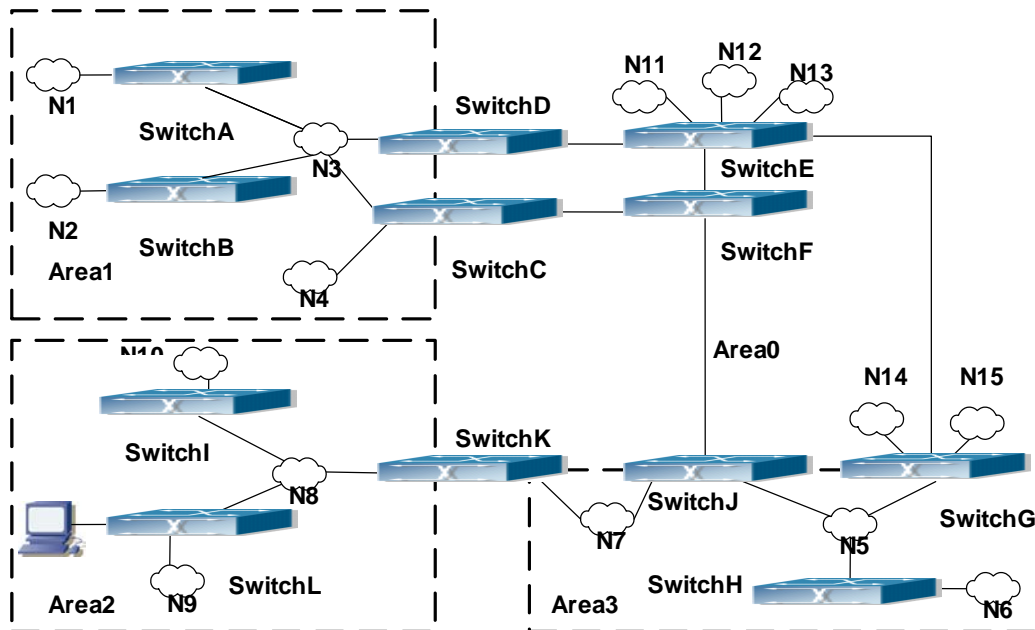 N11
N12
N13
N1
SwitchD
SwitchA
N3
SwitchE
N2
SwitchB
SwitchF
Area1
N4
SwitchC
N10
Area0
N14
N15
SwitchI
SwitchK
N8
SwitchJ
SwitchG
N7
N5
Area2
N9
SwitchL
Area3
SwitchH
N6